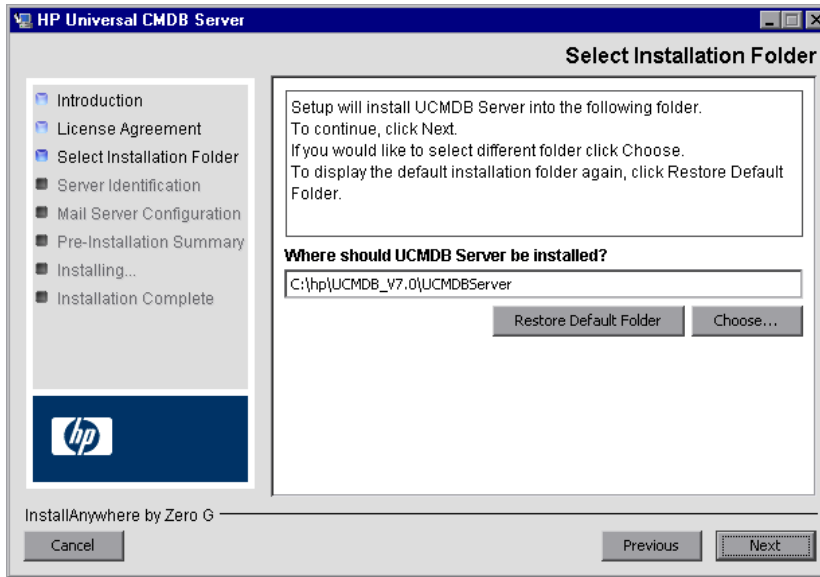 HP Universal CMDB Server
Select Installation Folder
Introduction
License Agreement
Select Installation Folder
Server Identification
Mail Server Configuration
Pre-Installation Summary
Installing...
Installation Complete
hp
Setup will install UCMDB Server into the following folder.
To continue, click Next.
If you would like to select different folder click Choose.
To display the default installation folder again, click Restore Default
Folder.
Where should UCMDB Server be installed?
C:\hp\UCMDB_V7.0\UCMDBServer
Restore Default Folder
Choose...
InstallAnywhere by Zero G
Cancel
Previous
Next